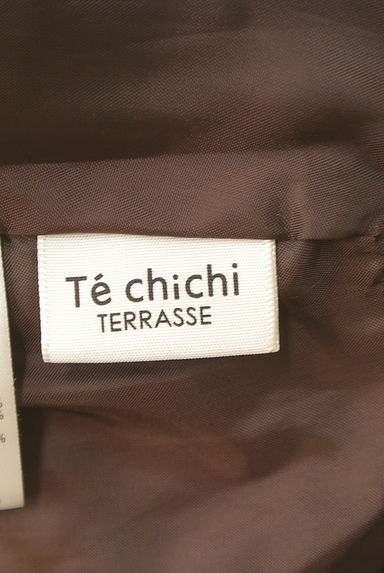 Té chichi
TERRASSE
%
%